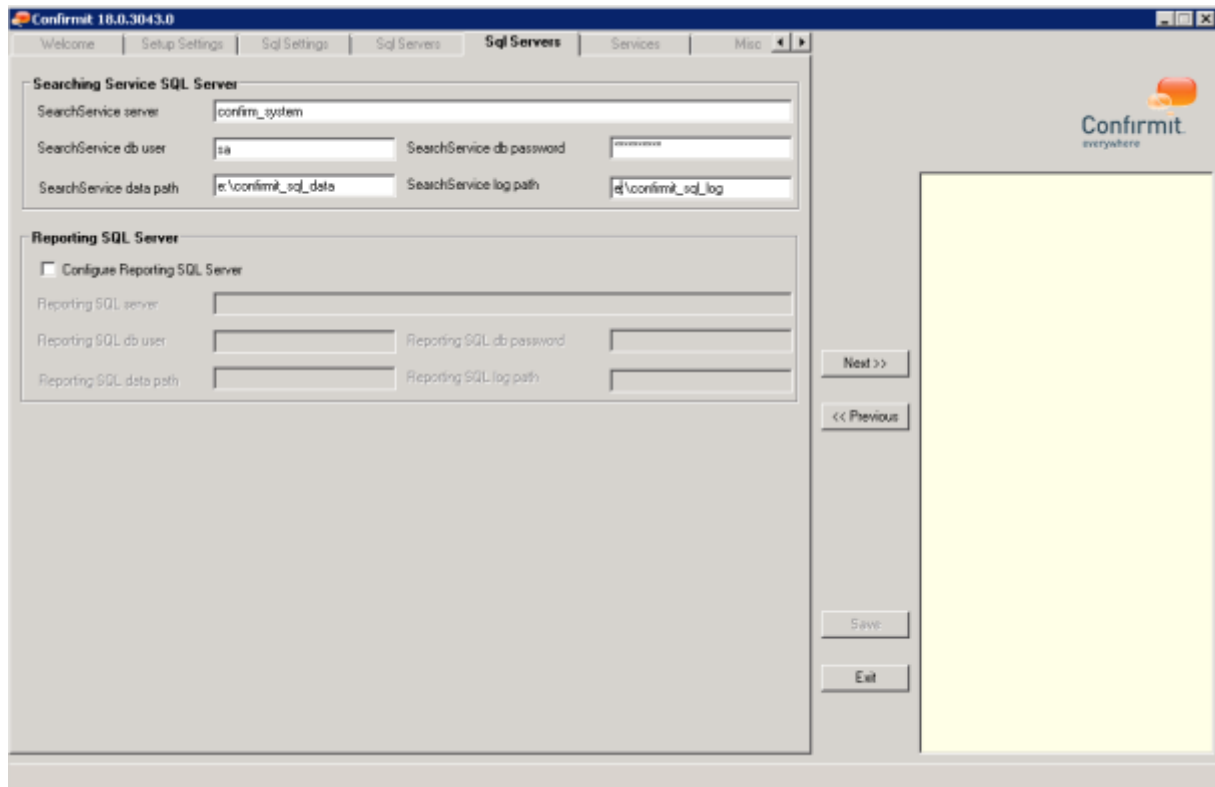 Confirmit 18.0.3043.0
Welcome Setup Settings Sql Settings Sql Servers Sql Servers Services Misc
Searching Service SQL Server
SearchService server confirm_system
SearchService db user sa SearchService db password **********
SearchService data path e:\confirmit_sql_data SearchService log path e:\confirmit_sql_log
Reporting SQL Server
Configure Reporting SQL Server
Reporting SQL server
Reporting SQL db user Reporting SQL db password
Reporting SQL data path Reporting SQL log path
Confirmit.
everywhere
Next >>
<< Previous
Save
Exit